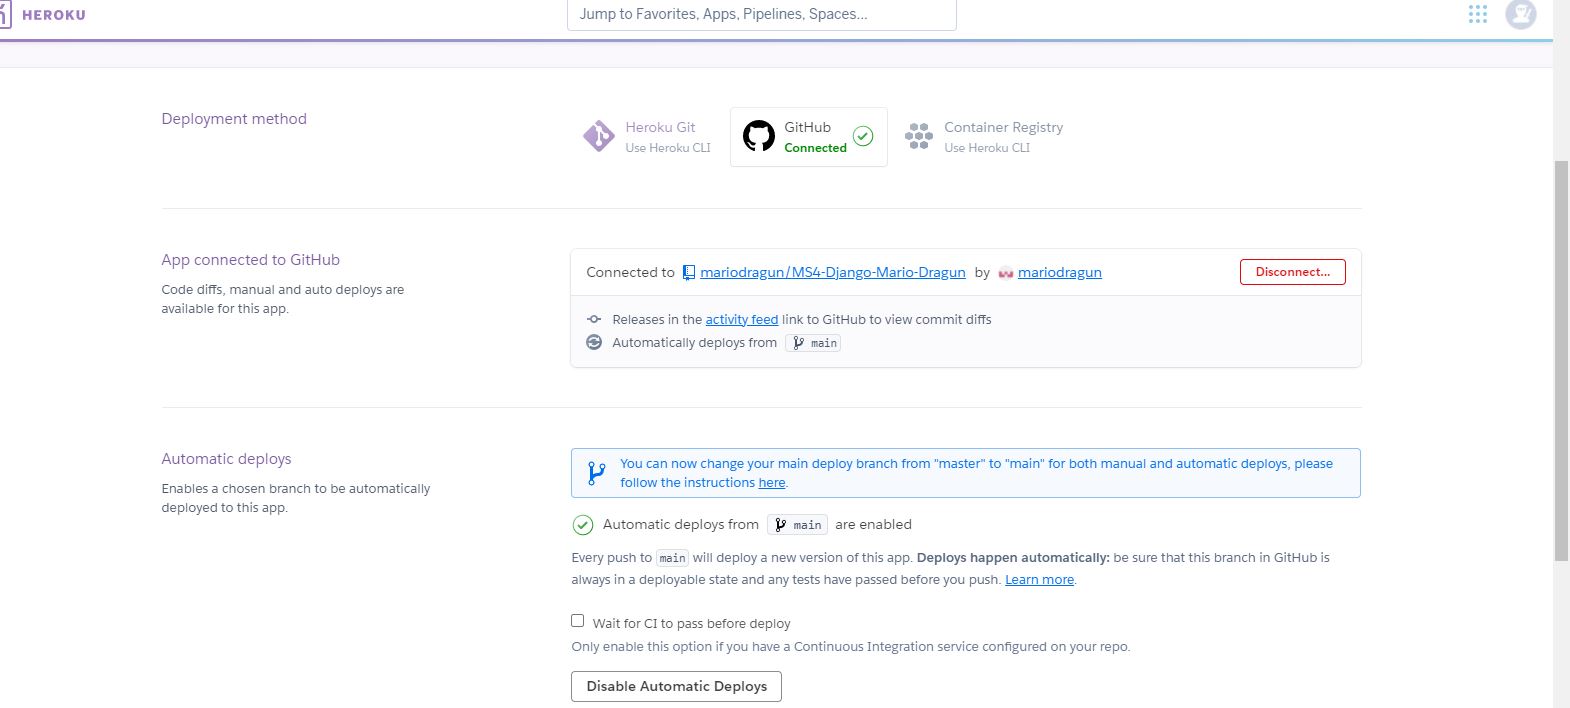 HEROKU
Jump to Favorites, Apps, Pipelines, Spaces...
Deployment method
Heroku Git
Use Heroku CLI
GitHub
Connected
Container Registry
Use Heroku CLI
App connected to GitHub
Code diffs, manual and auto deploys are
available for this app.
Connected to mariodragun/MS4-Django-Mario-Dragun by mariodragun
Disconnect...
Releases in the activity feed link to GitHub to view commit diffs
Automatically deploys from main
Automatic deploys
Enables a chosen branch to be automatically
deployed to this app.
You can now change your main deploy branch from "master" to "main" for both manual and automatic deploys, please
follow the instructions here.
Automatic deploys from main are enabled
Every push to main will deploy a new version of this app. Deploys happen automatically: be sure that this branch in GitHub is
always in a deployable state and any tests have passed before you push. Learn more.
Wait for CI to pass before deploy
Only enable this option if you have a Continuous Integration service configured on your repo.
Disable Automatic Deploys